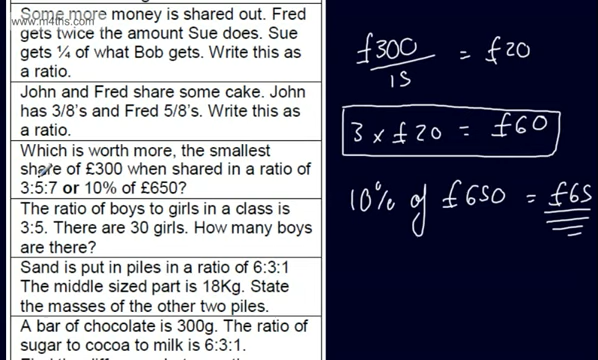 www.m4ths.com
Some more money is shared out. Fred
gets twice the amount Sue does. Sue
gets ¼ of what Bob gets. Write this as
a ratio.
John and Fred share some cake. John
has 3/8's and Fred 5/8's. Write this as
a ratio.
Which is worth more, the smallest
share of £300 when shared in a ratio of
3:5:7 or 10% of £650?
The ratio of boys to girls in a class is
3:5. There are 30 girls. How many boys
are there?
Sand is put in piles in a ratio of 6:3:1
The middle sized part is 18Kg. State
the masses of the other two piles.
A bar of chocolate is 300g. The ratio of
sugar to cocoa to milk is 6:3:1.
£300
15
= £20
3 x £20 = £60
10% of £650 = £65